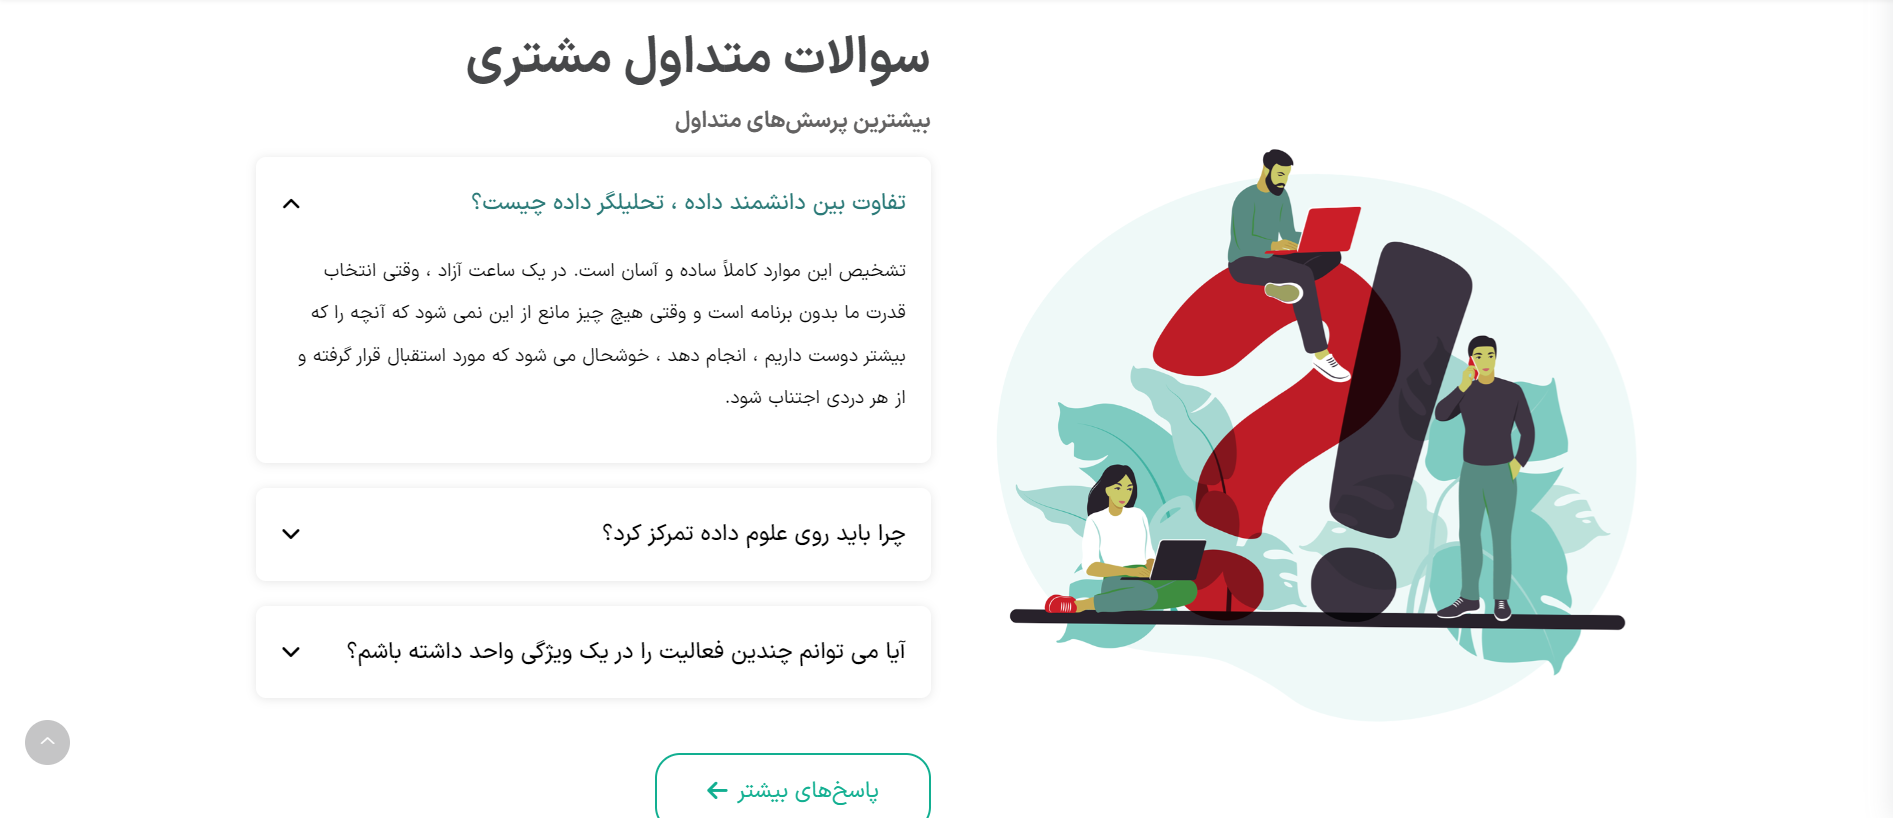 سوالات متداول مشتری
بیشترین پرسش‌های متداول
تفاوت بین دانشمند داده ، تحلیلگر داده چیست؟
تشخیص این موارد کاملاً ساده و آسان است. در یک ساعت آزاد ، وقتی انتخاب
قدرت ما بدون برنامه است و وقتی هیچ چیز مانع از این نمی شود که آنچه را که
بیشتر دوست داریم ، انجام دهد ، خوشحال می شود که مورد استقبال قرار گرفته و
از هر دردی اجتناب شود.
چرا باید روی علوم داده تمرکز کرد؟
آیا می توانم چندین فعالیت را در یک ویژگی واحد داشته باشم؟
پاسخ‌های بیشتر ←